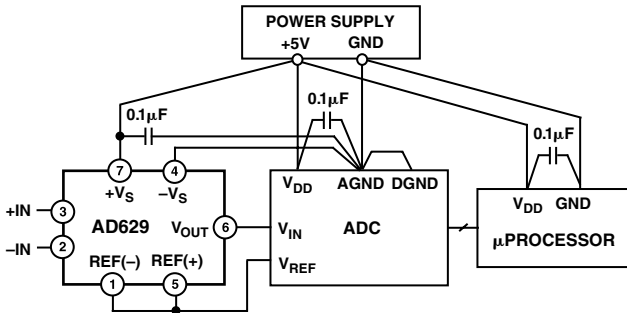 POWER SUPPLY
+5V GND
0.1μF 0.1μF 0.1μF
7 4
+VS –VS VDD AGND DGND VDD GND
+IN 3 AD629 VOUT 6 VIN ADC μPROCESSOR
–IN 2
REF(–) REF(+) VREF
1 5